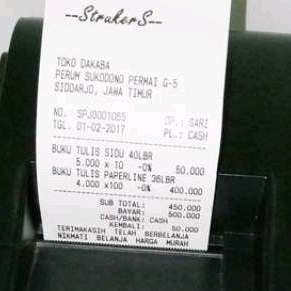 --StrukerS--
TOKO DAKABA
PERUM SUKODONO PERMAI G-5
SIDOARJO, JAWA TIMUR
NO. SPJ0001065 OP.: SARI
TGL. 01-02-2017 PL.: CASH
BUKU TULIS SIDU 40LBR
5.000 x 10 -0% 50.000
BUKU TULIS PAPERLINE 36LBR
4.000 x100 -0% 400.000
SUB TOTAL: 450.000
BAYAR: 500.000
CASH/BANK: CASH
KEMBALI: 50.000
TERIMAKASIH TELAH BERBELANJA
NIKMATI BELANJA HARGA MURAH